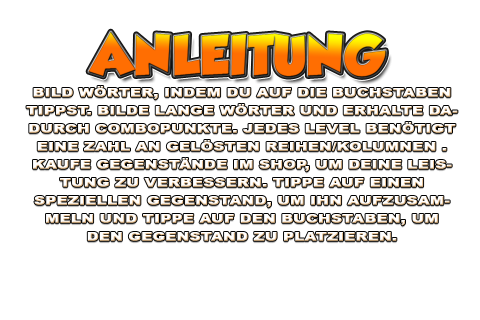 ANLEITUNG
BILD WÖRTER, INDEM DU AUF DIE BUCHSTABEN
TIPPST. BILDE LANGE WÖRTER UND ERHALTE DA-
DURCH COMBOPUNKTE. JEDES LEVEL BENÖTIGT
EINE ZAHL AN GELÖSTEN REIHEN/KOLUMNEN .
KAUFE GEGENSTÄNDE IM SHOP, UM DEINE LEIS-
TUNG ZU VERBESSERN. TIPPE AUF EINEN
SPEZIELLEN GEGENSTAND, UM IHN AUFZUSAM-
MELN UND TIPPE AUF DEN BUCHSTABEN, UM
DEN GEGENSTAND ZU PLATZIEREN.